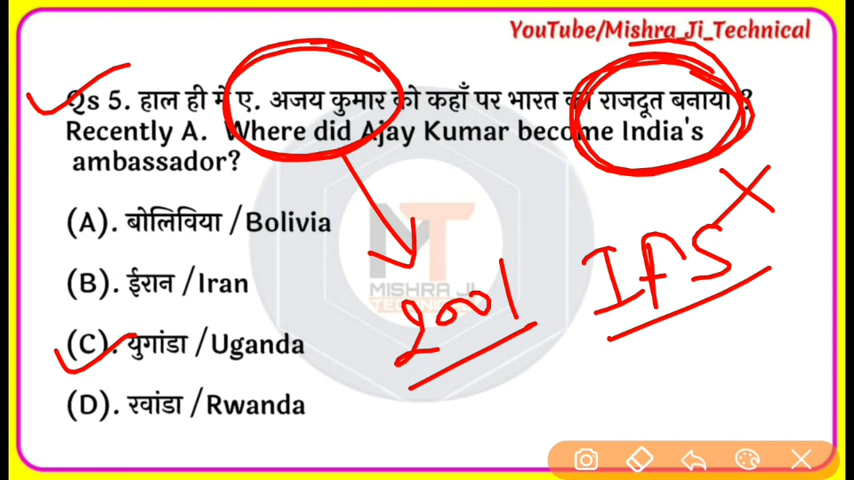 YouTube/Mishra_Ji_Technical
Qs 5. हाल ही मे ए. अजय कुमार को कहाँ पर भारत का राजदूत बनाया ?
Recently A. Where did Ajay Kumar become India's
ambassador?
(A). बोलिविया /Bolivia
(B). ईरान /Iran
(C). युगांडा /Uganda
(D). रवांडा /Rwanda
MT
MISHRA JI
2001
IFS